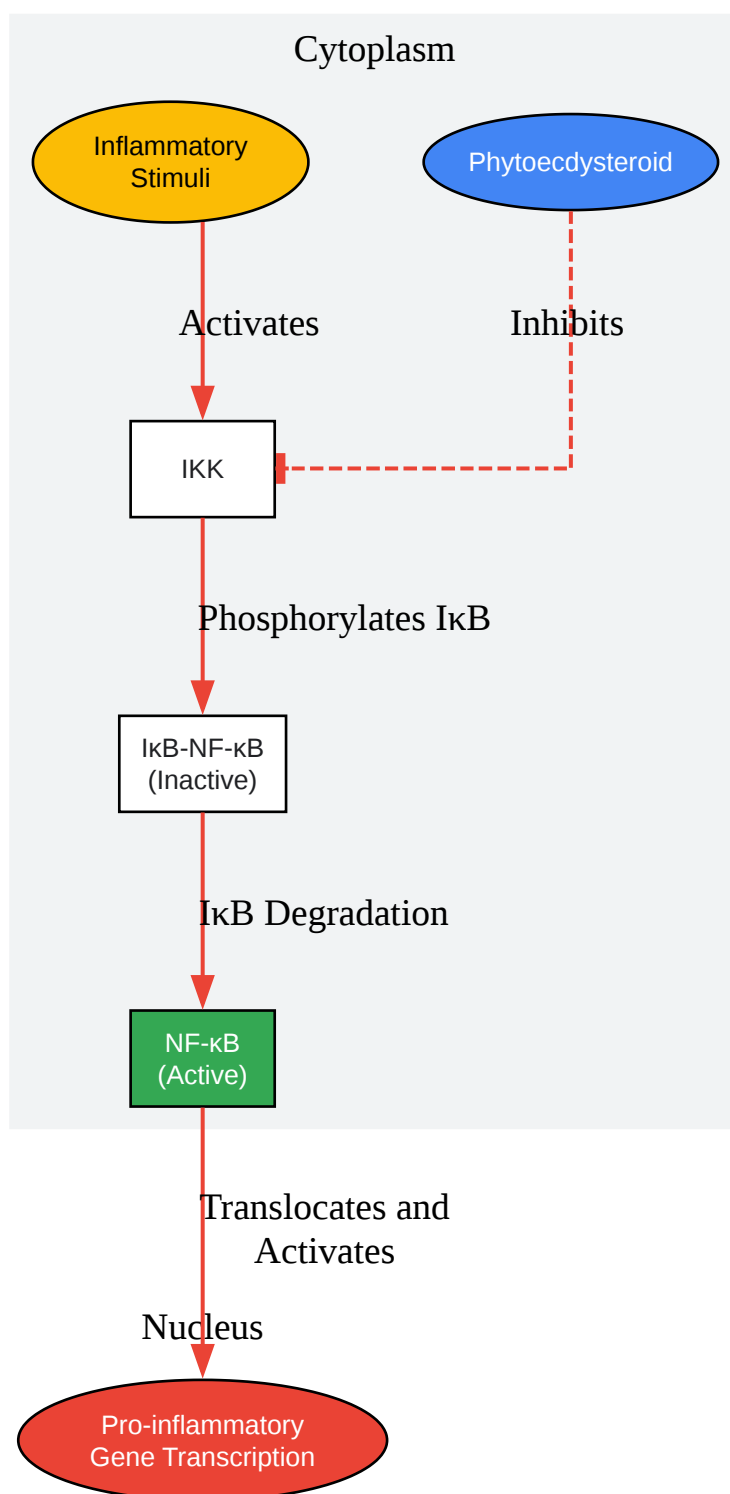 Cytoplasm
Inflammatory
Stimuli
Phytoecdysteroid
Activates
Inhibits
IKK
Phosphorylates IκB
IκB-NF-κB
(Inactive)
IκB Degradation
NF-κB
(Active)
Translocates and
Activates
Nucleus
Pro-inflammatory
Gene Transcription